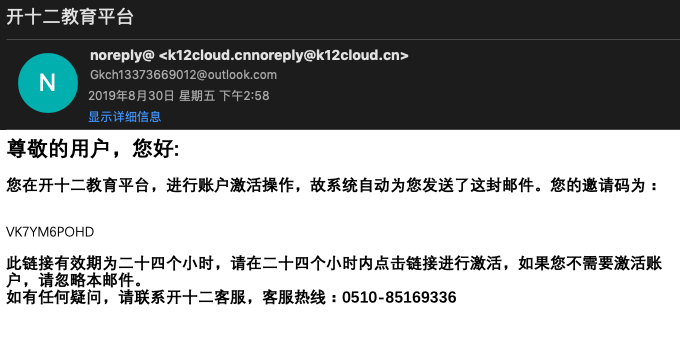 开十二教育平台
N
noreply@ <k12cloud.cnnoreply@k12cloud.cn>
Gkch13373669012@outlook.com
2019年8月30日 星期五 下午2:58
显示详细信息
尊敬的用户，您好:
您在开十二教育平台，进行账户激活操作，故系统自动为您发送了这封邮件。您的邀请码为：
VK7YM6POHD
此链接有效期为二十四个小时，请在二十四个小时内点击链接进行激活，如果您不需要激活账
户，请忽略本邮件。
如有任何疑问，请联系开十二客服，客服热线：0510-85169336